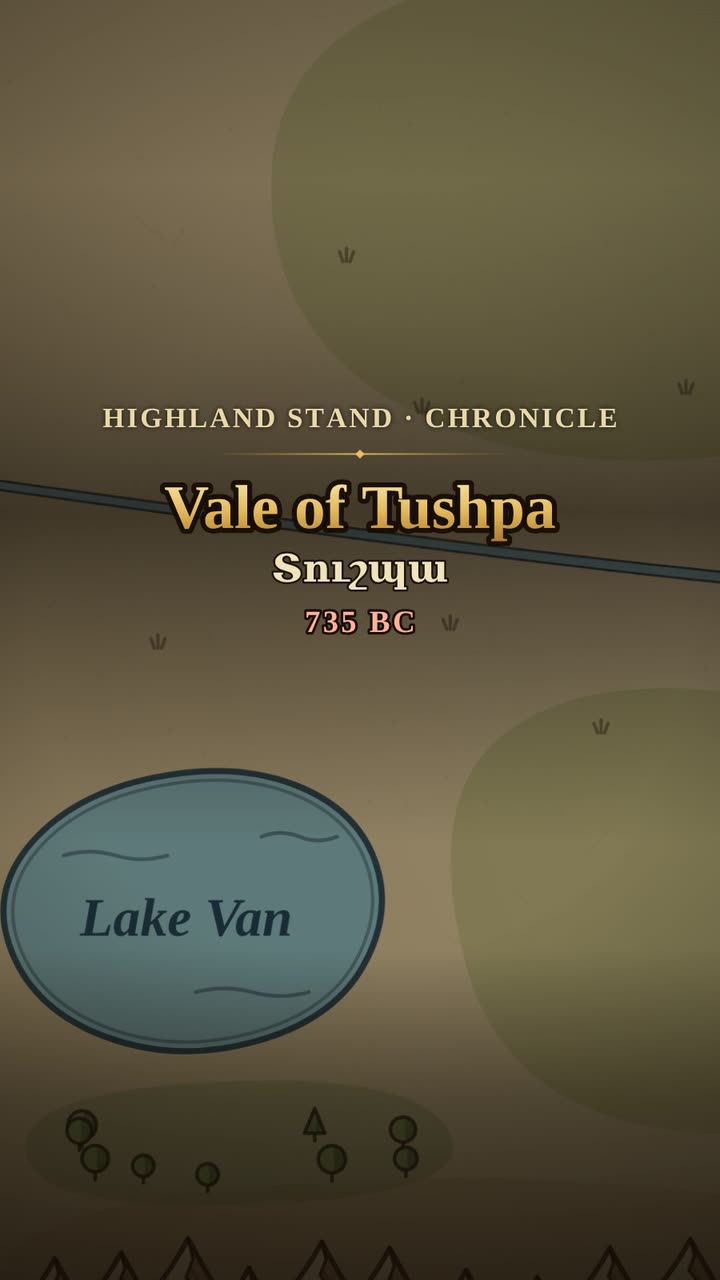 HIGHLAND STAND · CHRONICLE
Vale of Tushpa
Տուշպա
735 BC
Lake Van